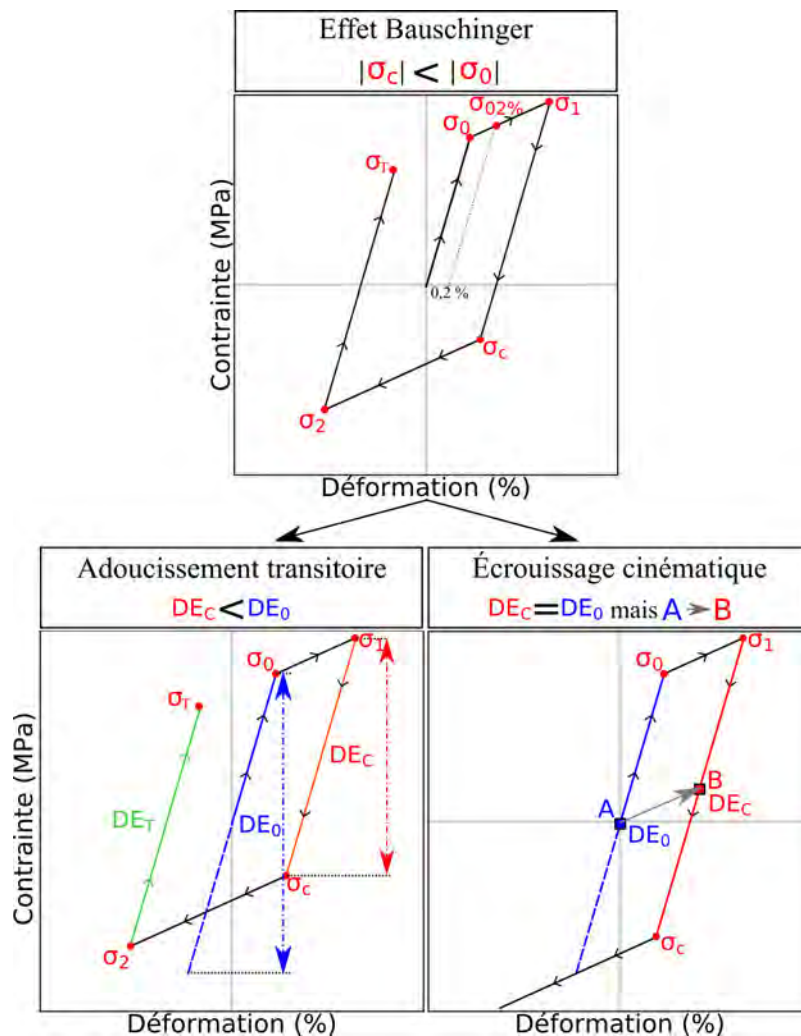 Effet Bauschinger
|σc| < |σ0|
σ02%
σ0
σ1
σT
Contrainte (MPa)
0,2 %
σc
σ2
Déformation (%)
Adoucissement transitoire
DEC<DE0
σ0
σ1
σT
DEC
DET
DE0
σc
σ2
Contrainte (MPa)
Déformation (%)
Écrouissage cinématique
DEC=DE0 mais A ➤ B
σ0
σ1
A
B
DE0
DEC
σc
Déformation (%)